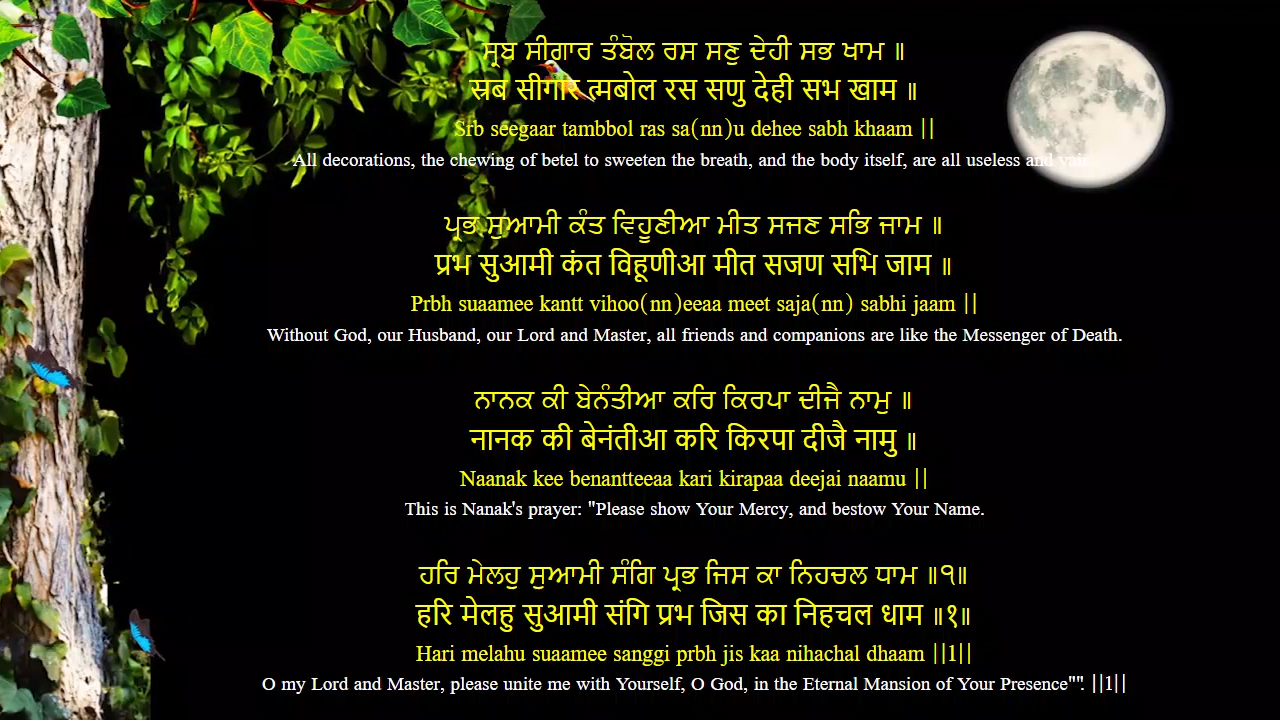 ਸ੍ਰਬ ਸੀਗਾਰ ਤੰਬੋਲ ਰਸ ਸਣੁ ਦੇਹੀ ਸਭ ਖਾਮ ॥
स्रब सीगार त्मबोल रस सणु देही सभ खाम ॥
Srb seegaar tambbol ras sa(nn)u dehee sabh khaam ||
All decorations, the chewing of betel to sweeten the breath, and the body itself, are all useless and vain.
ਪ੍ਰਭ ਸੁਆਮੀ ਕੰਤ ਵਿਹੂਣੀਆ ਮੀਤ ਸਜਣ ਸਭਿ ਜਾਮ ॥
प्रभ सुआमी कंत विहूणीआ मीत सजण सभि जाम ॥
Prbh suaamee kantt vihoo(nn)eeaa meet saja(nn) sabhi jaam ||
Without God, our Husband, our Lord and Master, all friends and companions are like the Messenger of Death.
ਨਾਨਕ ਕੀ ਬੇਨੰਤੀਆ ਕਰਿ ਕਿਰਪਾ ਦੀਜੈ ਨਾਮੁ ॥
नानक की बेनंतीआ करि किरपा दीजै नामु ॥
Naanak kee benantteeaa kari kirapaa deejai naamu ||
This is Nanak's prayer: "Please show Your Mercy, and bestow Your Name.
ਹਰਿ ਮੇਲਹੁ ਸੁਆਮੀ ਸੰਗਿ ਪ੍ਰਭ ਜਿਸ ਕਾ ਨਿਹਚਲ ਧਾਮ ॥੧॥
हरि मेलहु सुआमी संगि प्रभ जिस का निहचल धाम ॥१॥
Hari melahu suaamee sanggi prbh jis kaa nihachal dhaam ||1||
O my Lord and Master, please unite me with Yourself, O God, in the Eternal Mansion of Your Presence"". ||1||